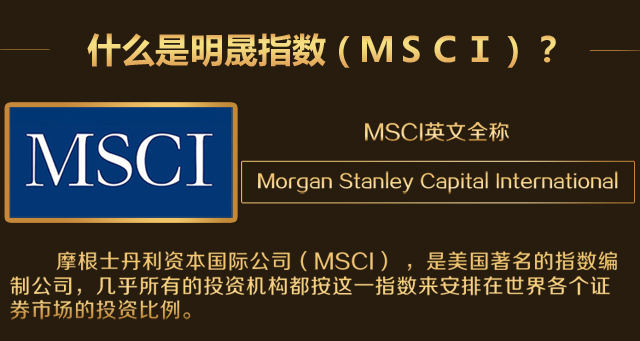 什么是明晟指数（MSCI）？
MSCI
MSCI英文全称
Morgan Stanley Capital International
摩根士丹利资本国际公司（MSCI），是美国著名的指数编
制公司，几乎所有的投资机构都按这一指数来安排在世界各个证
券市场的投资比例。